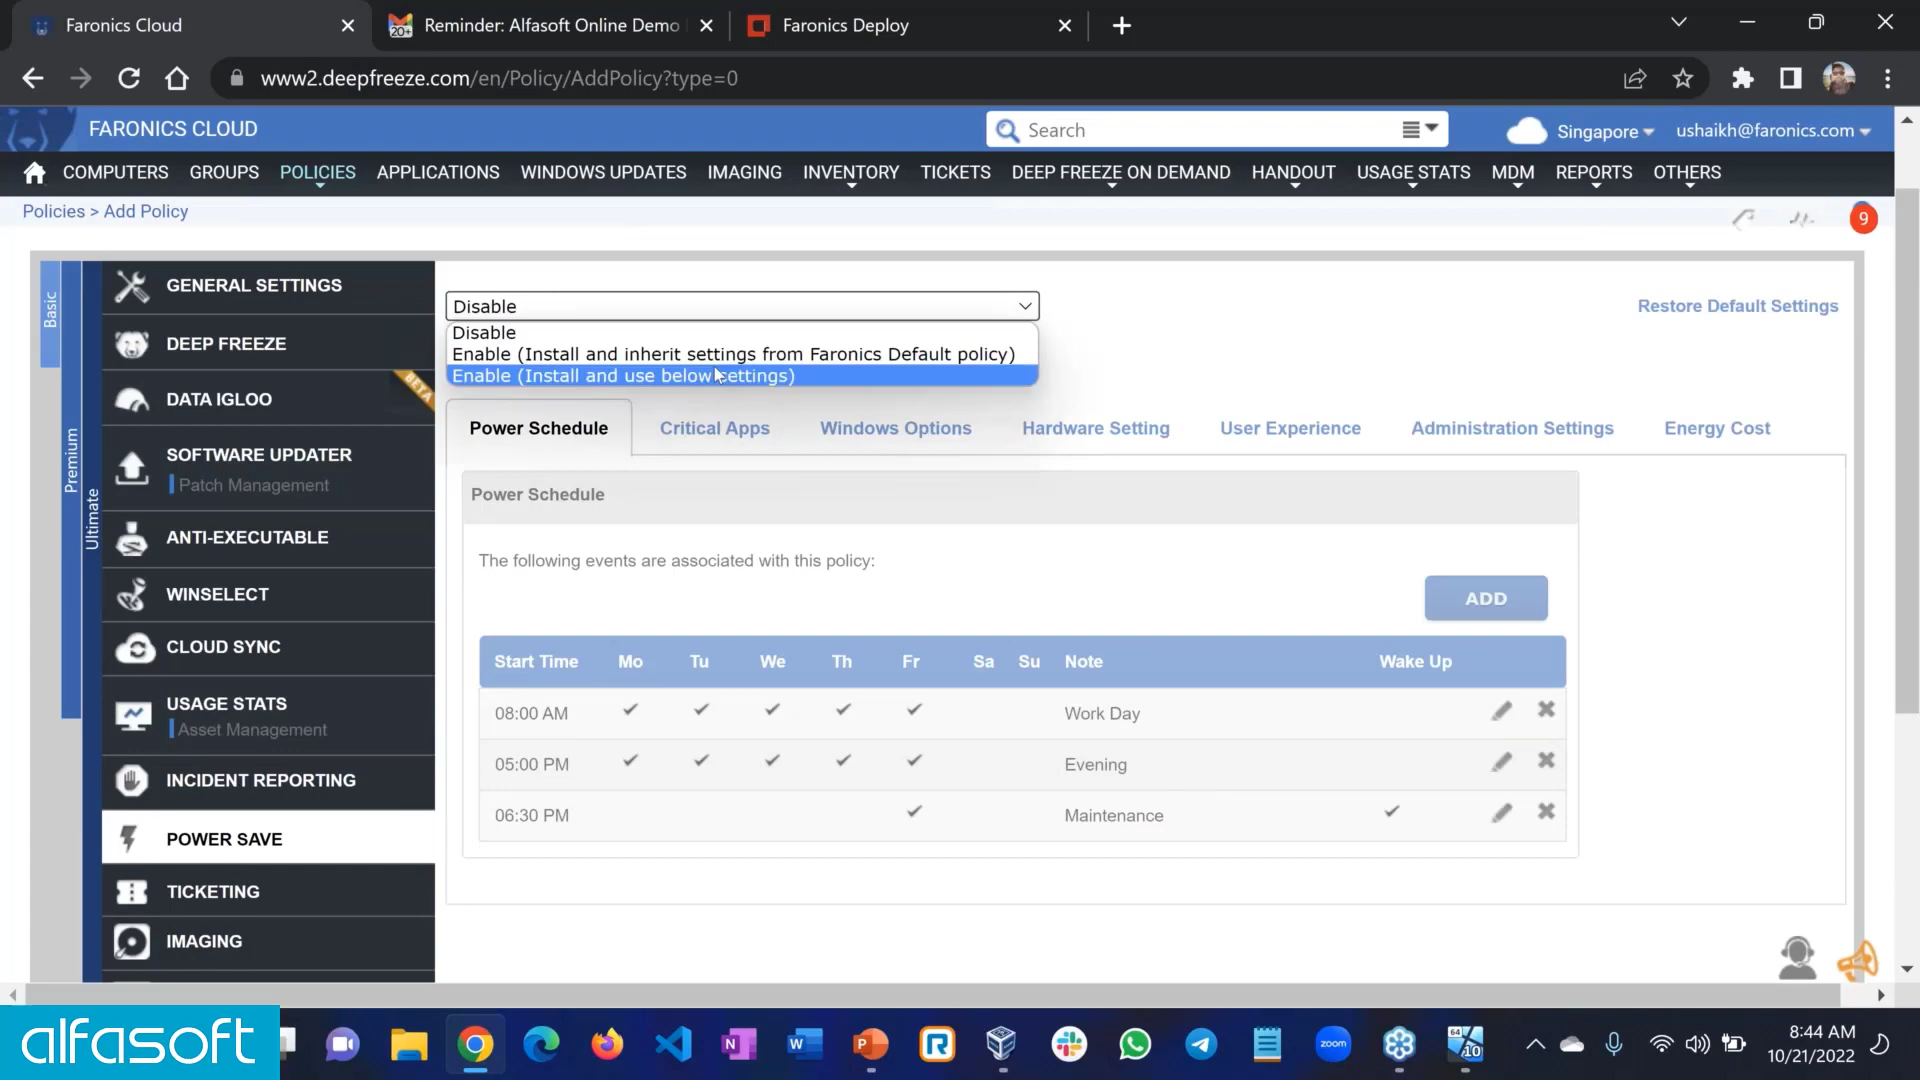 Faronics Cloud
20+
Reminder: Alfasoft Online Demo
Faronics Deploy
www2.deepfreeze.com/en/Policy/AddPolicy?type=0
FARONICS CLOUD
Search
Singapore
ushaikh@faronics.com
COMPUTERS GROUPS POLICIES APPLICATIONS WINDOWS UPDATES IMAGING INVENTORY TICKETS DEEP FREEZE ON DEMAND HANDOUT USAGE STATS MDM REPORTS OTHERS
Policies > Add Policy
9
Basic
Premium
Ultimate
GENERAL SETTINGS
DEEP FREEZE
DATA IGLOO
BETA
SOFTWARE UPDATER
Patch Management
ANTI-EXECUTABLE
WINSELECT
CLOUD SYNC
USAGE STATS
Asset Management
INCIDENT REPORTING
POWER SAVE
TICKETING
IMAGING
Disable
Restore Default Settings
Disable
Enable (Install and inherit settings from Faronics Default policy)
Enable (Install and use below settings)
Power Schedule Critical Apps Windows Options Hardware Setting User Experience Administration Settings Energy Cost
Power Schedule
The following events are associated with this policy:
ADD
Start Time Mo Tu We Th Fr Sa Su Note Wake Up
08:00 AM Work Day
05:00 PM Evening
06:30 PM Maintenance
alfasoft
N
W
P
R
zoom
64
10
8:44 AM
10/21/2022